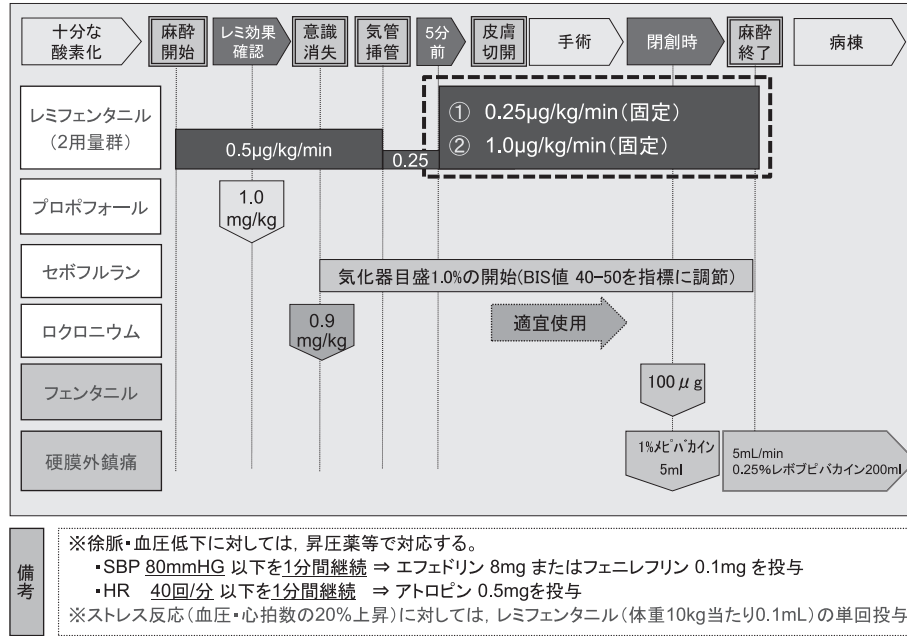 十分な
酸素化
麻酔
開始
レミ効果
確認
意識
消失
気管
挿管
5分
前
皮膚
切開
手術
閉創時
麻酔
終了
病棟
レミフェンタニル
(2用量群)
0.5μg/kg/min
0.25
① 0.25μg/kg/min(固定)
② 1.0μg/kg/min(固定)
プロポフォール
1.0
mg/kg
セボフルラン
気化器目盛1.0%の開始(BIS値 40-50を指標に調節)
ロクロニウム
0.9
mg/kg
適宜使用
フェンタニル
100μg
硬膜外鎮痛
1%メピバカイン
5ml
5mL/min
0.25%レボブピバカイン200ml
備考
※徐脈・血圧低下に対しては，昇圧薬等で対応する。
・SBP 80mmHG 以下を1分間継続 ⇒ エフェドリン 8mg またはフェニレフリン 0.1mg を投与
・HR 40回/分 以下を1分間継続 ⇒ アトロピン 0.5mgを投与
※ストレス反応(血圧・心拍数の20%上昇)に対しては，レミフェンタニル(体重10kg当たり0.1mL)の単回投与